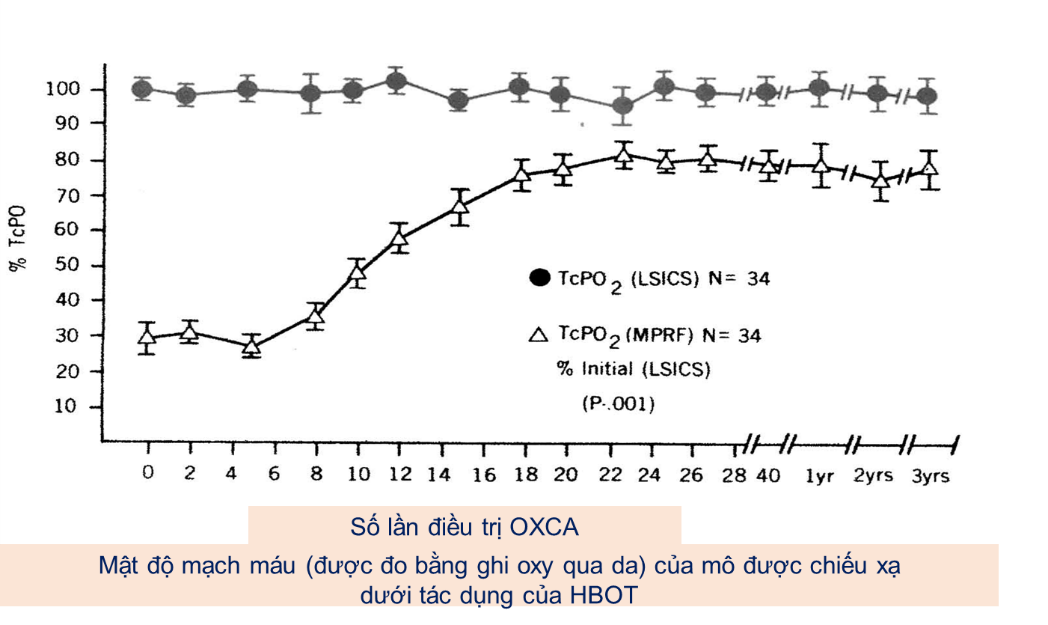 100
90
80
70
60
50
40
30
20
10
% TcPO
TcPO2 (LSICS) N= 34
TcPO2 (MPRF) N= 34
% Initial (LSICS)
(P-.001)
0 2 4 6 8 10 12 14 16 18 20 22 24 26 28 40 1yr 2yrs 3yrs
Số lần điều trị OXCA
Mật độ mạch máu (được đo bằng ghi oxy qua da) của mô được chiếu xạ
dưới tác dụng của HBOT